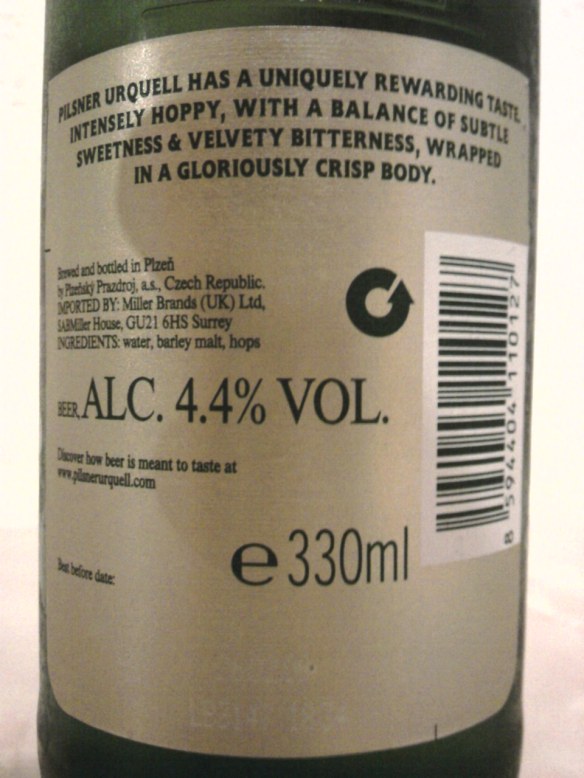 PILSNER URQUELL HAS A UNIQUELY REWARDING TASTE.
INTENSELY HOPPY, WITH A BALANCE OF SUBTLE
SWEETNESS & VELVETY BITTERNESS, WRAPPED
IN A GLORIOUSLY CRISP BODY.
Brewed and bottled in Plzeň
by Plzeňský Prazdroj, a.s., Czech Republic.
IMPORTED BY: Miller Brands (UK) Ltd,
SABMiller House, GU21 6HS Surrey
INGREDIENTS: water, barley malt, hops
BEER ALC. 4.4% VOL.
Discover how beer is meant to taste at
www.pilsnerurquell.com
Best before date:
e 330ml
8 594404 110127